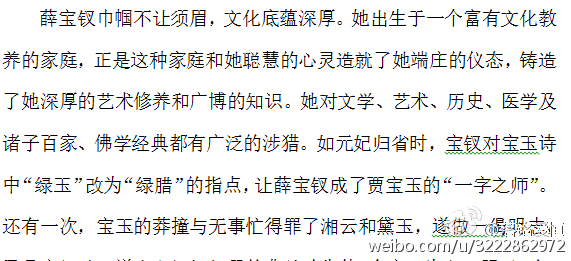 薛宝钗巾帼不让须眉，文化底蕴深厚。她出生于一个富有文化教
养的家庭，正是这种家庭和她聪慧的心灵造就了她端庄的仪态，铸造
了她深厚的艺术修养和广博的知识。她对文学、艺术、历史、医学及
诸子百家、佛学经典都有广泛的涉猎。如元妃归省时，宝钗对宝玉诗
中“绿玉”改为“绿腊”的指点，让薛宝钗成了贾宝玉的“一字之师”。
还有一次，宝玉的莽撞与无事忙得罪了湘云和黛玉，遂做一偈明志，
weibo.com/u/3222862972